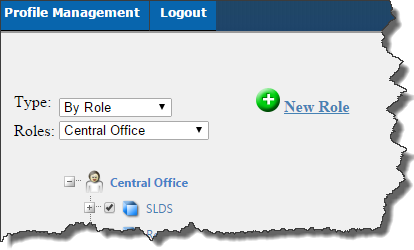 Profile Management Logout
Type: By Role
New Role
Roles: Central Office
Central Office
SLDS